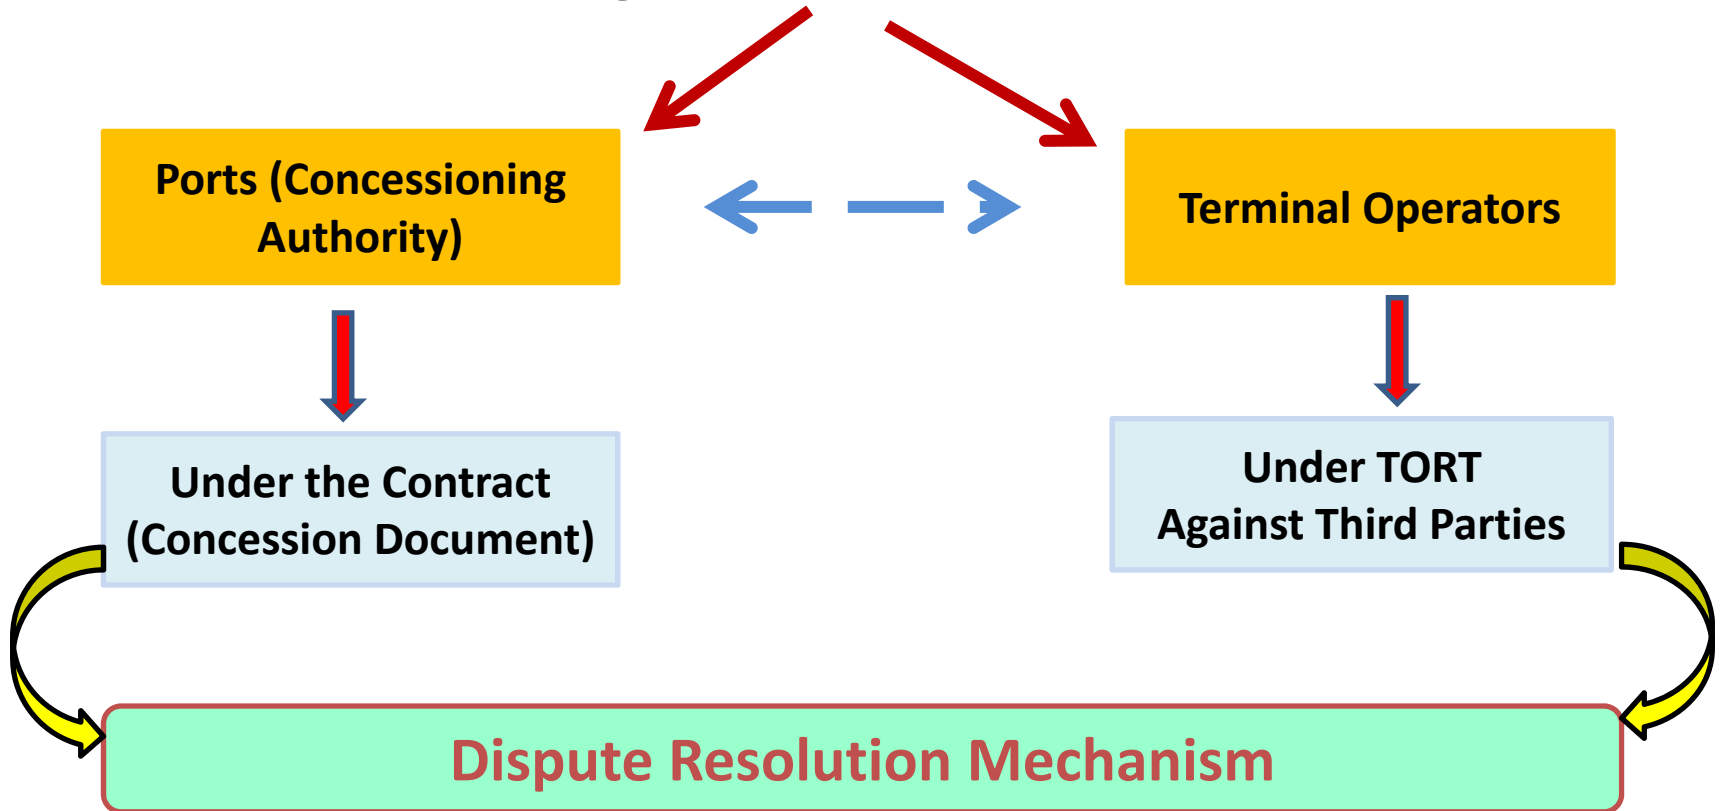 Ports (Concessioning
Authority)
Terminal Operators
Under the Contract
(Concession Document)
Under TORT
Against Third Parties
Dispute Resolution Mechanism